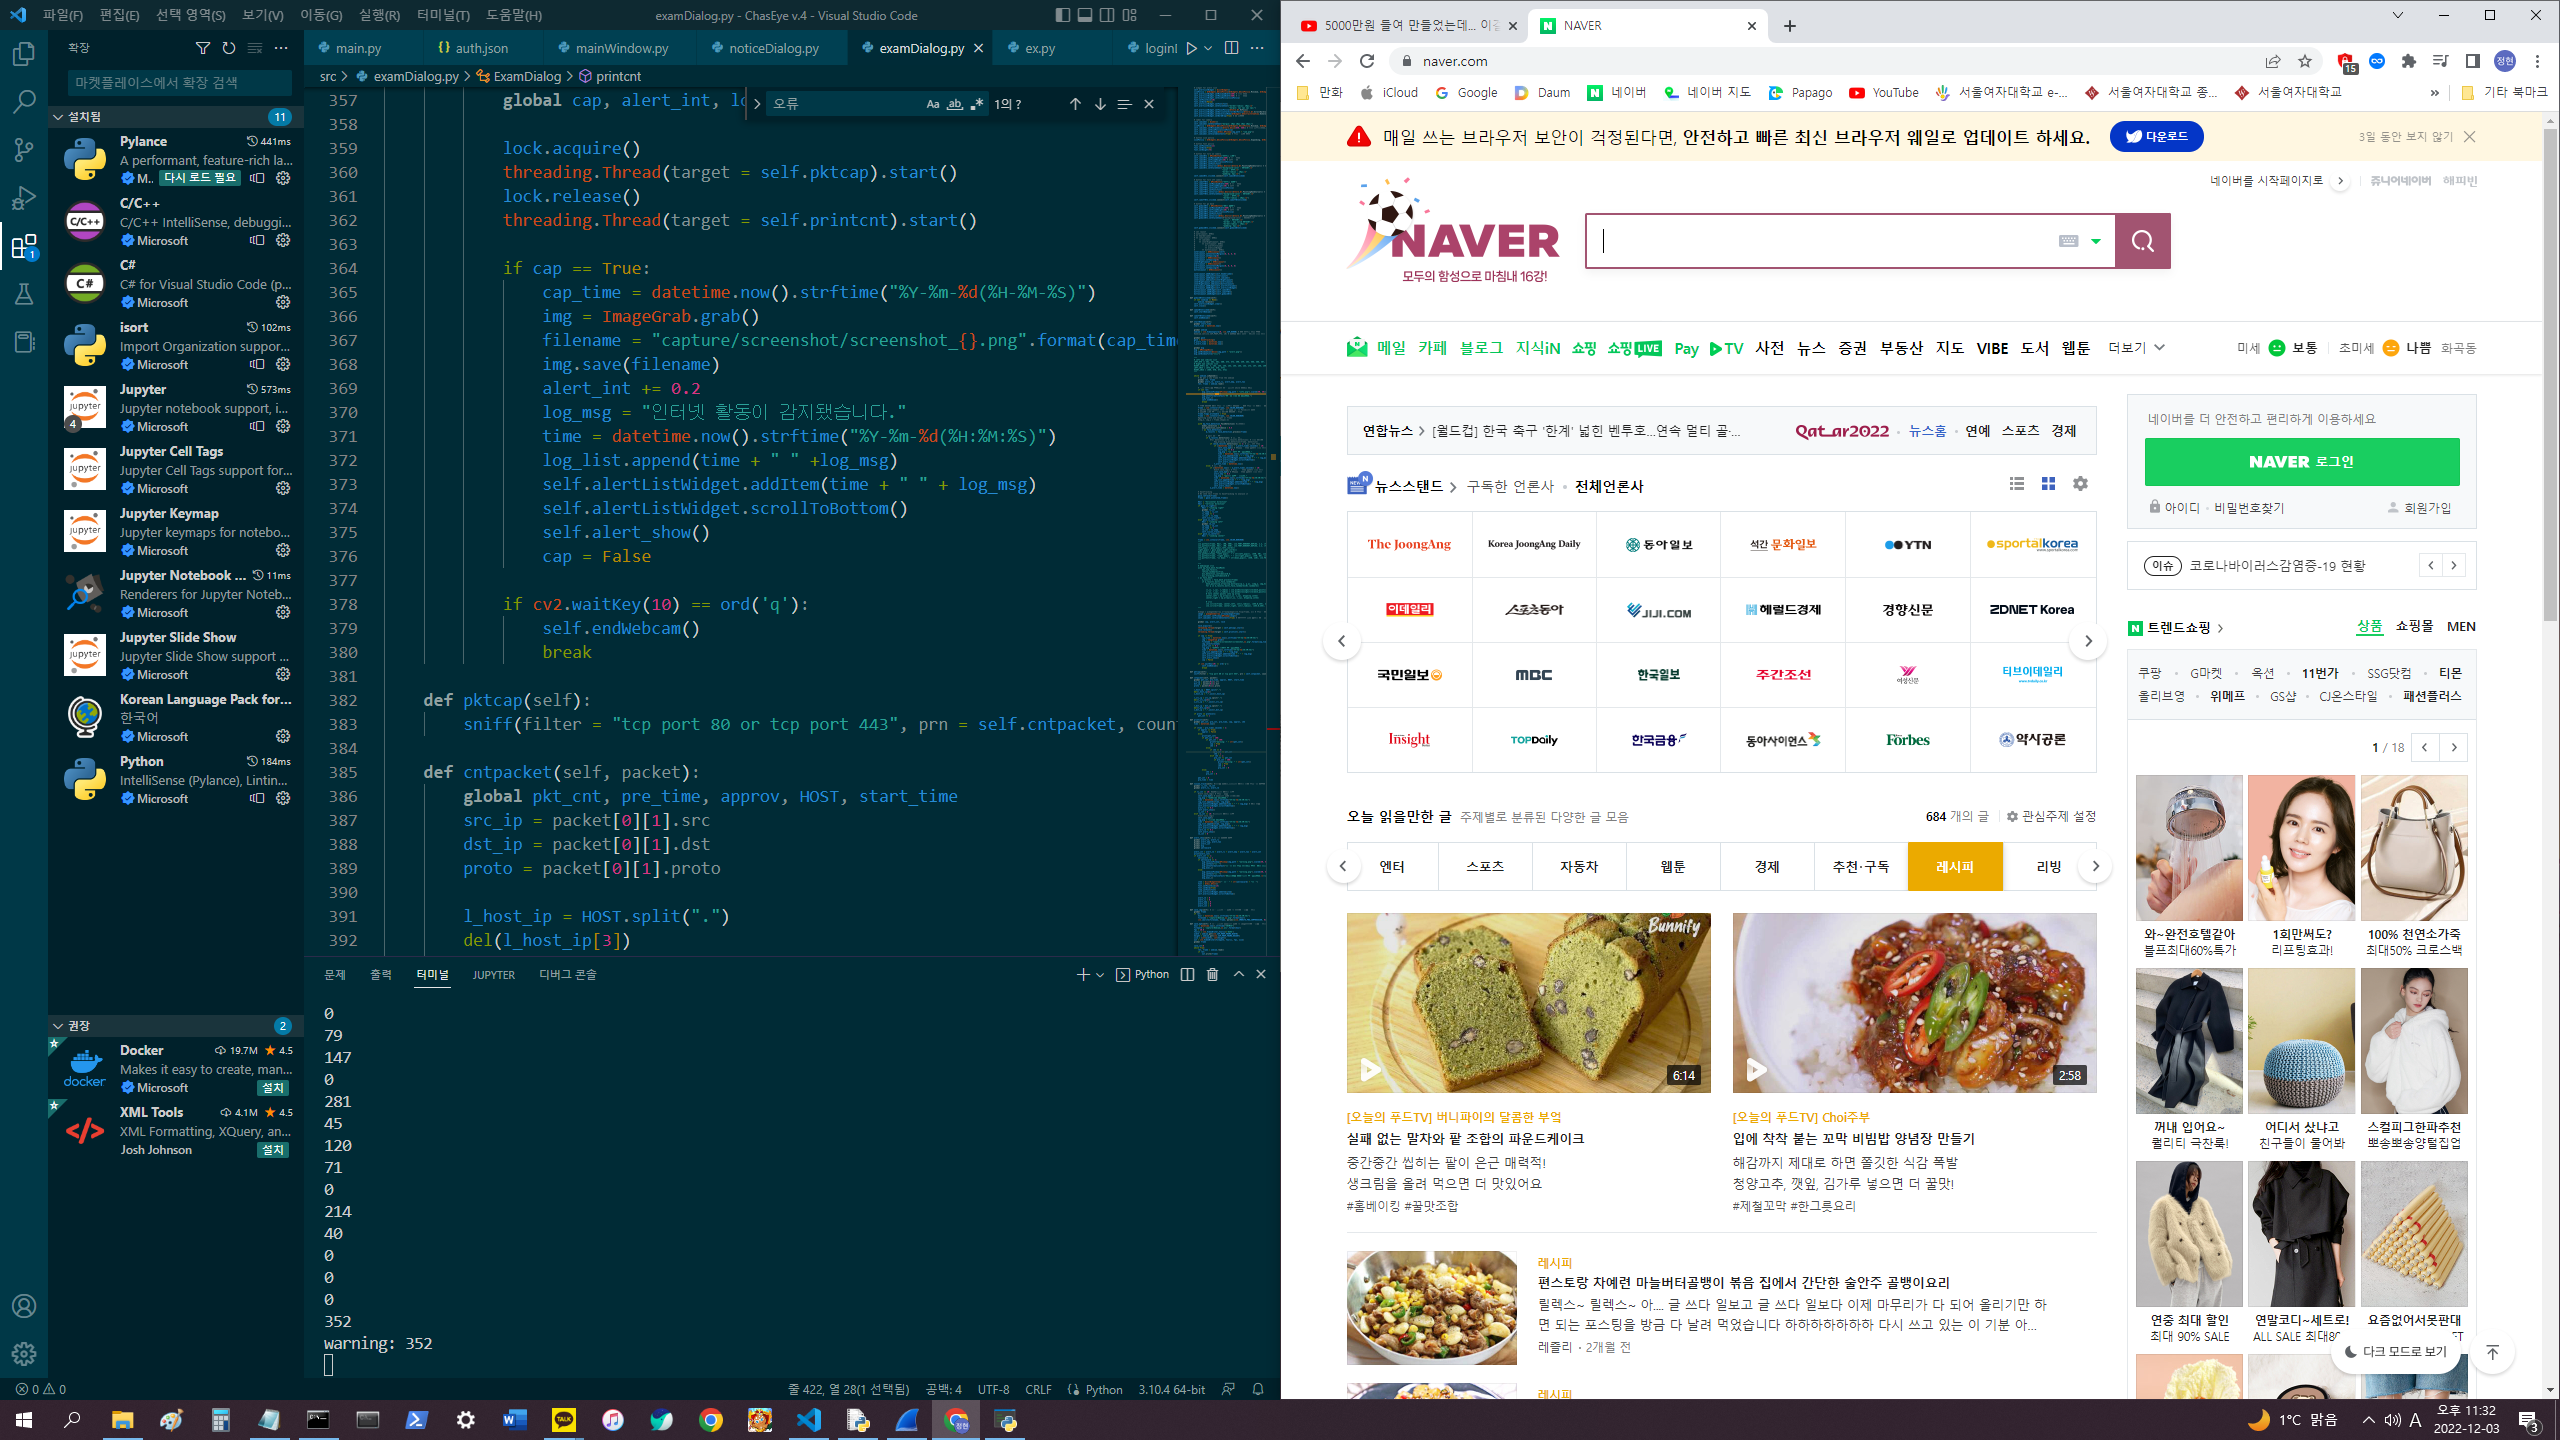 파일(F) 편집(E) 선택 영역(S) 보기(V) 이동(G) 실행(R) 터미널(T) 도움말(H)
examDialog.py - ChasEye v.4 - Visual Studio Code
확장
마켓플레이스에서 확장 검색
설치됨 11
Pylance 441ms
A performant, feature-rich la...
M.. 다시 로드 필요
C/C++
C/C++ IntelliSense, debuggi...
Microsoft
C#
C# for Visual Studio Code (p...
Microsoft
isort 102ms
Import Organization suppor...
Microsoft
Jupyter 573ms
Jupyter notebook support, i...
Microsoft
4
Jupyter Cell Tags
Jupyter Cell Tags support for...
Microsoft
Jupyter Keymap
Jupyter keymaps for notebo...
Microsoft
Jupyter Notebook ... 11ms
Renderers for Jupyter Noteb...
Microsoft
Jupyter Slide Show
Jupyter Slide Show support ...
Microsoft
Korean Language Pack for...
한국어
Microsoft
Python 184ms
IntelliSense (Pylance), Lintin...
Microsoft
권장 2
Docker 19.7M 4.5
Makes it easy to create, man...
Microsoft 설치
XML Tools 4.1M 4.5
XML Formatting, XQuery, an...
Josh Johnson 설치
main.py auth.json mainWindow.py noticeDialog.py examDialog.py ex.py loginI
src > examDialog.py > ExamDialog > printcnt
오류 1의 ?
357 global cap, alert_int, lo
358
359 lock.acquire()
360 threading.Thread(target = self.pktcap).start()
361 lock.release()
362 threading.Thread(target = self.printcnt).start()
363
364 if cap == True:
365 cap_time = datetime.now().strftime("%Y-%m-%d(%H-%M-%S)")
366 img = ImageGrab.grab()
367 filename = "capture/screenshot/screenshot_{}.png".format(cap_time
368 img.save(filename)
369 alert_int += 0.2
370 log_msg = "인터넷 활동이 감지됐습니다."
371 time = datetime.now().strftime("%Y-%m-%d(%H:%M:%S)")
372 log_list.append(time + " " +log_msg)
373 self.alertListWidget.addItem(time + " " + log_msg)
374 self.alertListWidget.scrollToBottom()
375 self.alert_show()
376 cap = False
377
378 if cv2.waitKey(10) == ord('q'):
379 self.endWebcam()
380 break
381
382 def pktcap(self):
383 sniff(filter = "tcp port 80 or tcp port 443", prn = self.cntpacket, coun
384
385 def cntpacket(self, packet):
386 global pkt_cnt, pre_time, approv, HOST, start_time
387 src_ip = packet[0][1].src
388 dst_ip = packet[0][1].dst
389 proto = packet[0][1].proto
390
391 l_host_ip = HOST.split(".")
392 del(l_host_ip[3])
문제 출력 터미널 JUPYTER 디버그 콘솔 Python
0
79
147
0
281
45
120
71
0
214
40
0
0
0
352
warning: 352
0 0 줄 422, 열 28(1 선택됨) 공백: 4 UTF-8 CRLF Python 3.10.4 64-bit
5000만원 들여 만들었는데... 이걸 NAVER
naver.com 15 정현
만화 iCloud Google Daum 네이버 네이버 지도 Papago YouTube 서울여자대학교 e-... 서울여자대학교 종... 서울여자대학교 » 기타 북마크
매일 쓰는 브라우저 보안이 걱정된다면, 안전하고 빠른 최신 브라우저 웨일로 업데이트 하세요. 다운로드 3일 동안 보지 않기
네이버를 시작페이지로 쥬니어네이버 해피빈
NAVER
모두의 함성으로 마침내 16강!
메일 카페 블로그 지식iN 쇼핑 쇼핑LIVE Pay TV 사전 뉴스 증권 부동산 지도 VIBE 도서 웹툰 더보기 미세 보통 초미세 나쁨 화곡동
연합뉴스 > [월드컵] 한국 축구 '한계' 넓힌 벤투호...연속 멀티 골·... Qatar2022 뉴스홈 연예 스포츠 경제
NEW N 뉴스스탠드 > 구독한 언론사 전체언론사
The JoongAng Korea JoongAng Daily 동아일보 석간 문화일보 YTN sportalkorea
이데일리 스포츠동아 JIJI.COM 헤럴드경제 경향신문 ZDNET Korea
국민일보 MBC 한국일보 주간조선 여성신문 티브이데일리
Insight TOPDaily 한국금융 동아사이언스 Forbes 약사공론
오늘 읽을만한 글 주제별로 분류된 다양한 글 모음 684 개의 글 관심주제 설정
엔터 스포츠 자동차 웹툰 경제 추천·구독 레시피 리빙
Bunnify
6:14
2:58
[오늘의 푸드TV] 버니파이의 달콤한 부엌
실패 없는 말차와 팥 조합의 파운드케이크
중간중간 씹히는 팥이 은근 매력적!
생크림을 올려 먹으면 더 맛있어요
#홈베이킹 #꿀맛조합
[오늘의 푸드TV] Choi주부
입에 착착 붙는 꼬막 비빔밥 양념장 만들기
해감까지 제대로 하면 쫄깃한 식감 폭발
청양고추, 깻잎, 김가루 넣으면 더 꿀맛!
#제철꼬막 #한그릇요리
레시피
편스토랑 차예련 마늘버터골뱅이 볶음 집에서 간단한 술안주 골뱅이요리
릴렉스~ 릴렉스~ 아.... 글 쓰다 일보고 글 쓰다 일보다 이제 마무리가 다 되어 올리기만 하
면 되는 포스팅을 방금 다 날려 먹었습니다 하하하하하하하 다시 쓰고 있는 이 기분 아...
레쥴리 · 2개월 전
레시피
네이버를 더 안전하고 편리하게 이용하세요
NAVER 로그인
아이디 · 비밀번호찾기 회원가입
이슈 코로나바이러스감염증-19 현황
트렌드쇼핑 > 상품 쇼핑몰 MEN
쿠팡 G마켓 옥션 11번가 SSG닷컴 티몬
올리브영 위메프 GS샵 CJ온스타일 패션플러스
1 / 18
와~완전호텔같아
블프최대60%특가
1회만써도?
리프팅효과!
100% 천연소가죽
최대50% 크로스백
꺼내 입어요~
퀄리티 극찬룩!
어디서 샀냐고
친구들이 물어봐
스컬피그한파추천
뽀송뽀송양털집업
연중 최대 할인
최대 90% SALE
연말코디~세트로!
ALL SALE 최대80
요즘없어서못판대
ET
다크 모드로 보기
1°C 맑음 A 오후 11:32
2022-12-03
3